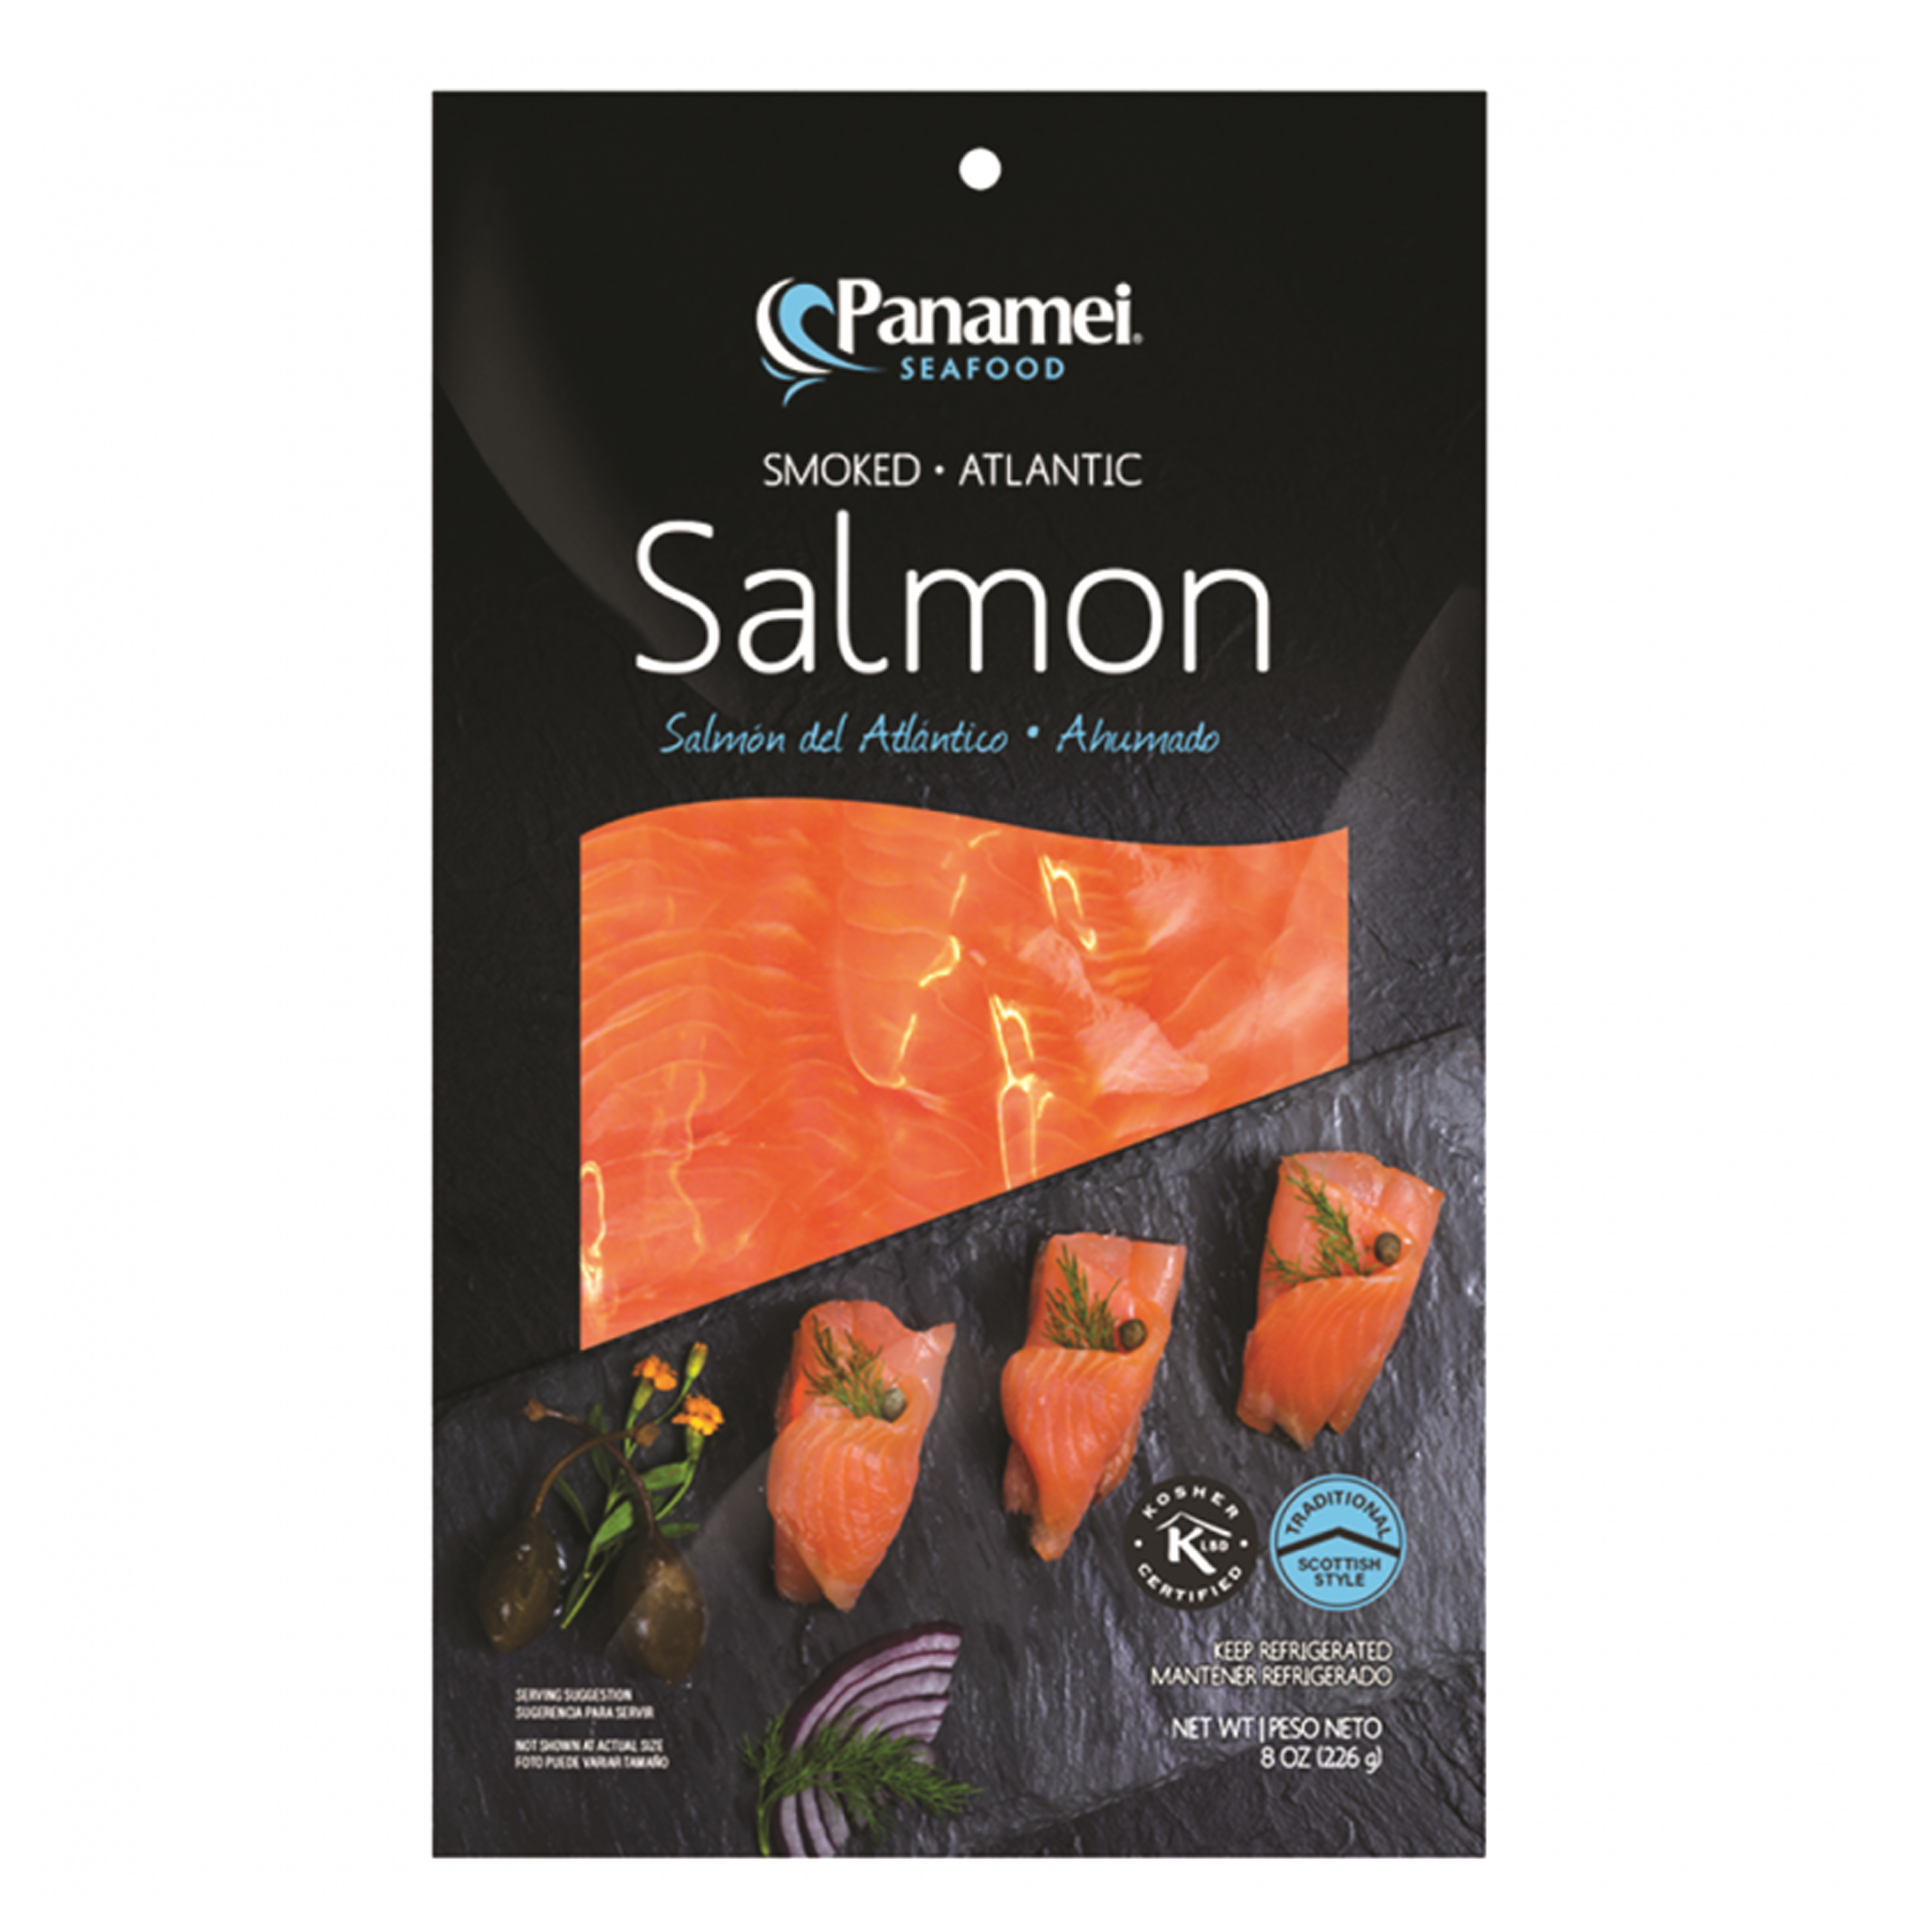 Panamei®
SEAFOOD
SMOKED • ATLANTIC
Salmon
Salmón del Atlántico • Ahumado
KOSHER
K LBD
CERTIFIED
TRADITIONAL
SCOTTISH
STYLE
KEEP REFRIGERATED
MANTENER REFRIGERADO
SERVING SUGGESTION
SUGERENCIA PARA SERVIR
NOT SHOWN AT ACTUAL SIZE
FOTO PUEDE VARIAR TAMAÑO
NET WT | PESO NETO
8 OZ (226 g)